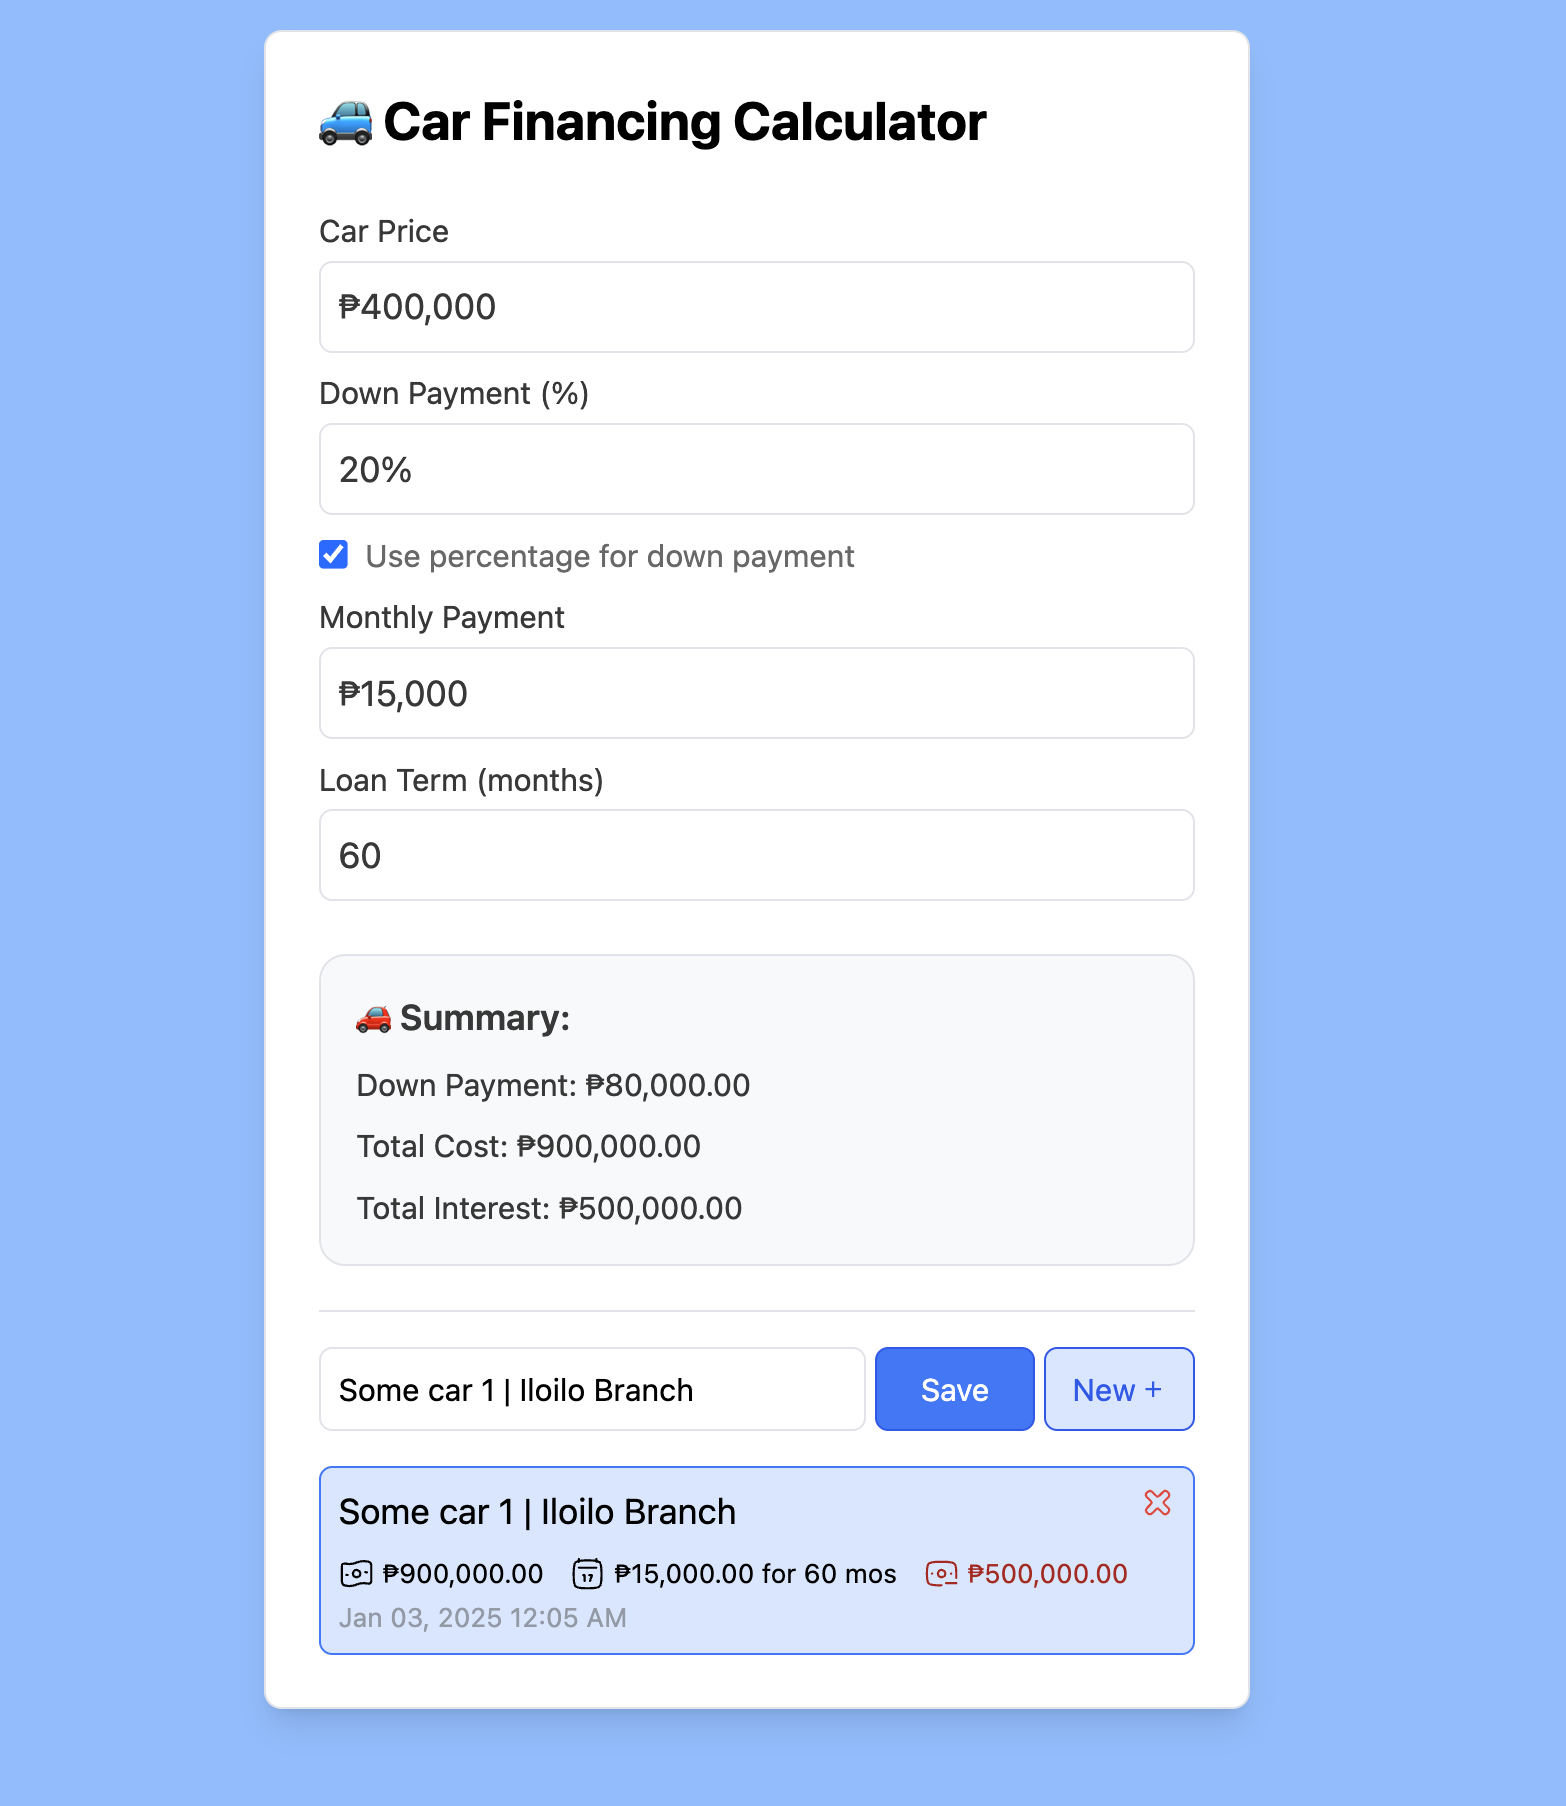 Car Financing Calculator
Car Price
₱400,000
Down Payment (%)
20%
Use percentage for down payment
Monthly Payment
₱15,000
Loan Term (months)
60
Summary:
Down Payment: ₱80,000.00
Total Cost: ₱900,000.00
Total Interest: ₱500,000.00
Some car 1 | Iloilo Branch Save New +
Some car 1 | Iloilo Branch
₱900,000.00 ₱15,000.00 for 60 mos ₱500,000.00
Jan 03, 2025 12:05 AM